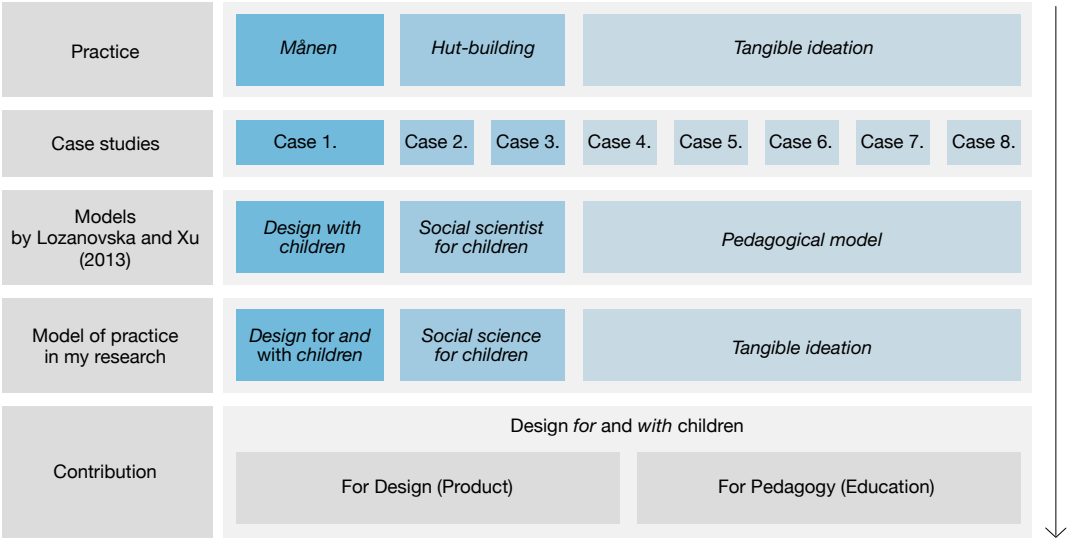 Practice
Månen
Hut-building
Tangible ideation
Case studies
Case 1.
Case 2.
Case 3.
Case 4.
Case 5.
Case 6.
Case 7.
Case 8.
Models
by Lozanovska and Xu
(2013)
Design with
children
Social scientist
for children
Pedagogical model
Model of practice
in my research
Design for and
with children
Social science
for children
Tangible ideation
Contribution
Design for and with children
For Design (Product)
For Pedagogy (Education)